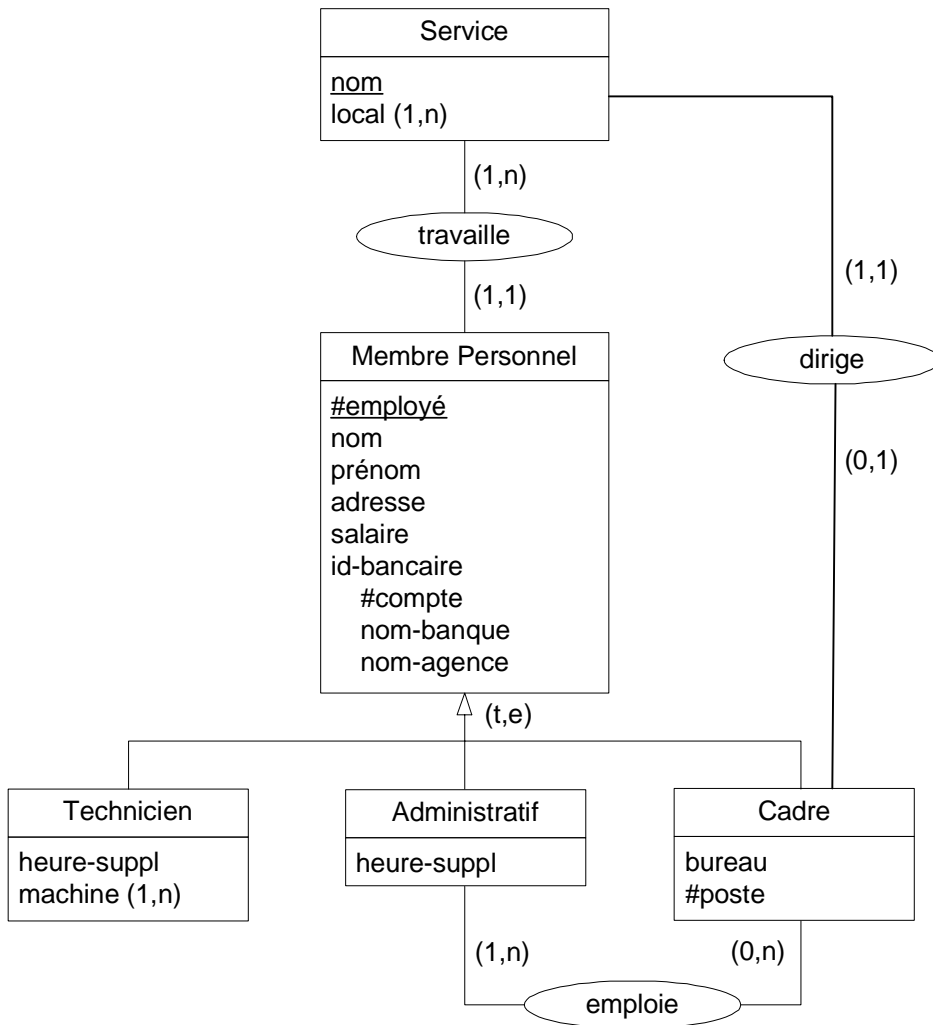 Service
nom
local (1,n)
(1,n)
travaille
(1,1)
(1,1)
dirige
(0,1)
Membre Personnel
#employé
nom
prénom
adresse
salaire
id-bancaire
#compte
nom-banque
nom-agence
(t,e)
Technicien
heure-suppl
machine (1,n)
Administratif
heure-suppl
Cadre
bureau
#poste
(1,n)
(0,n)
emploie